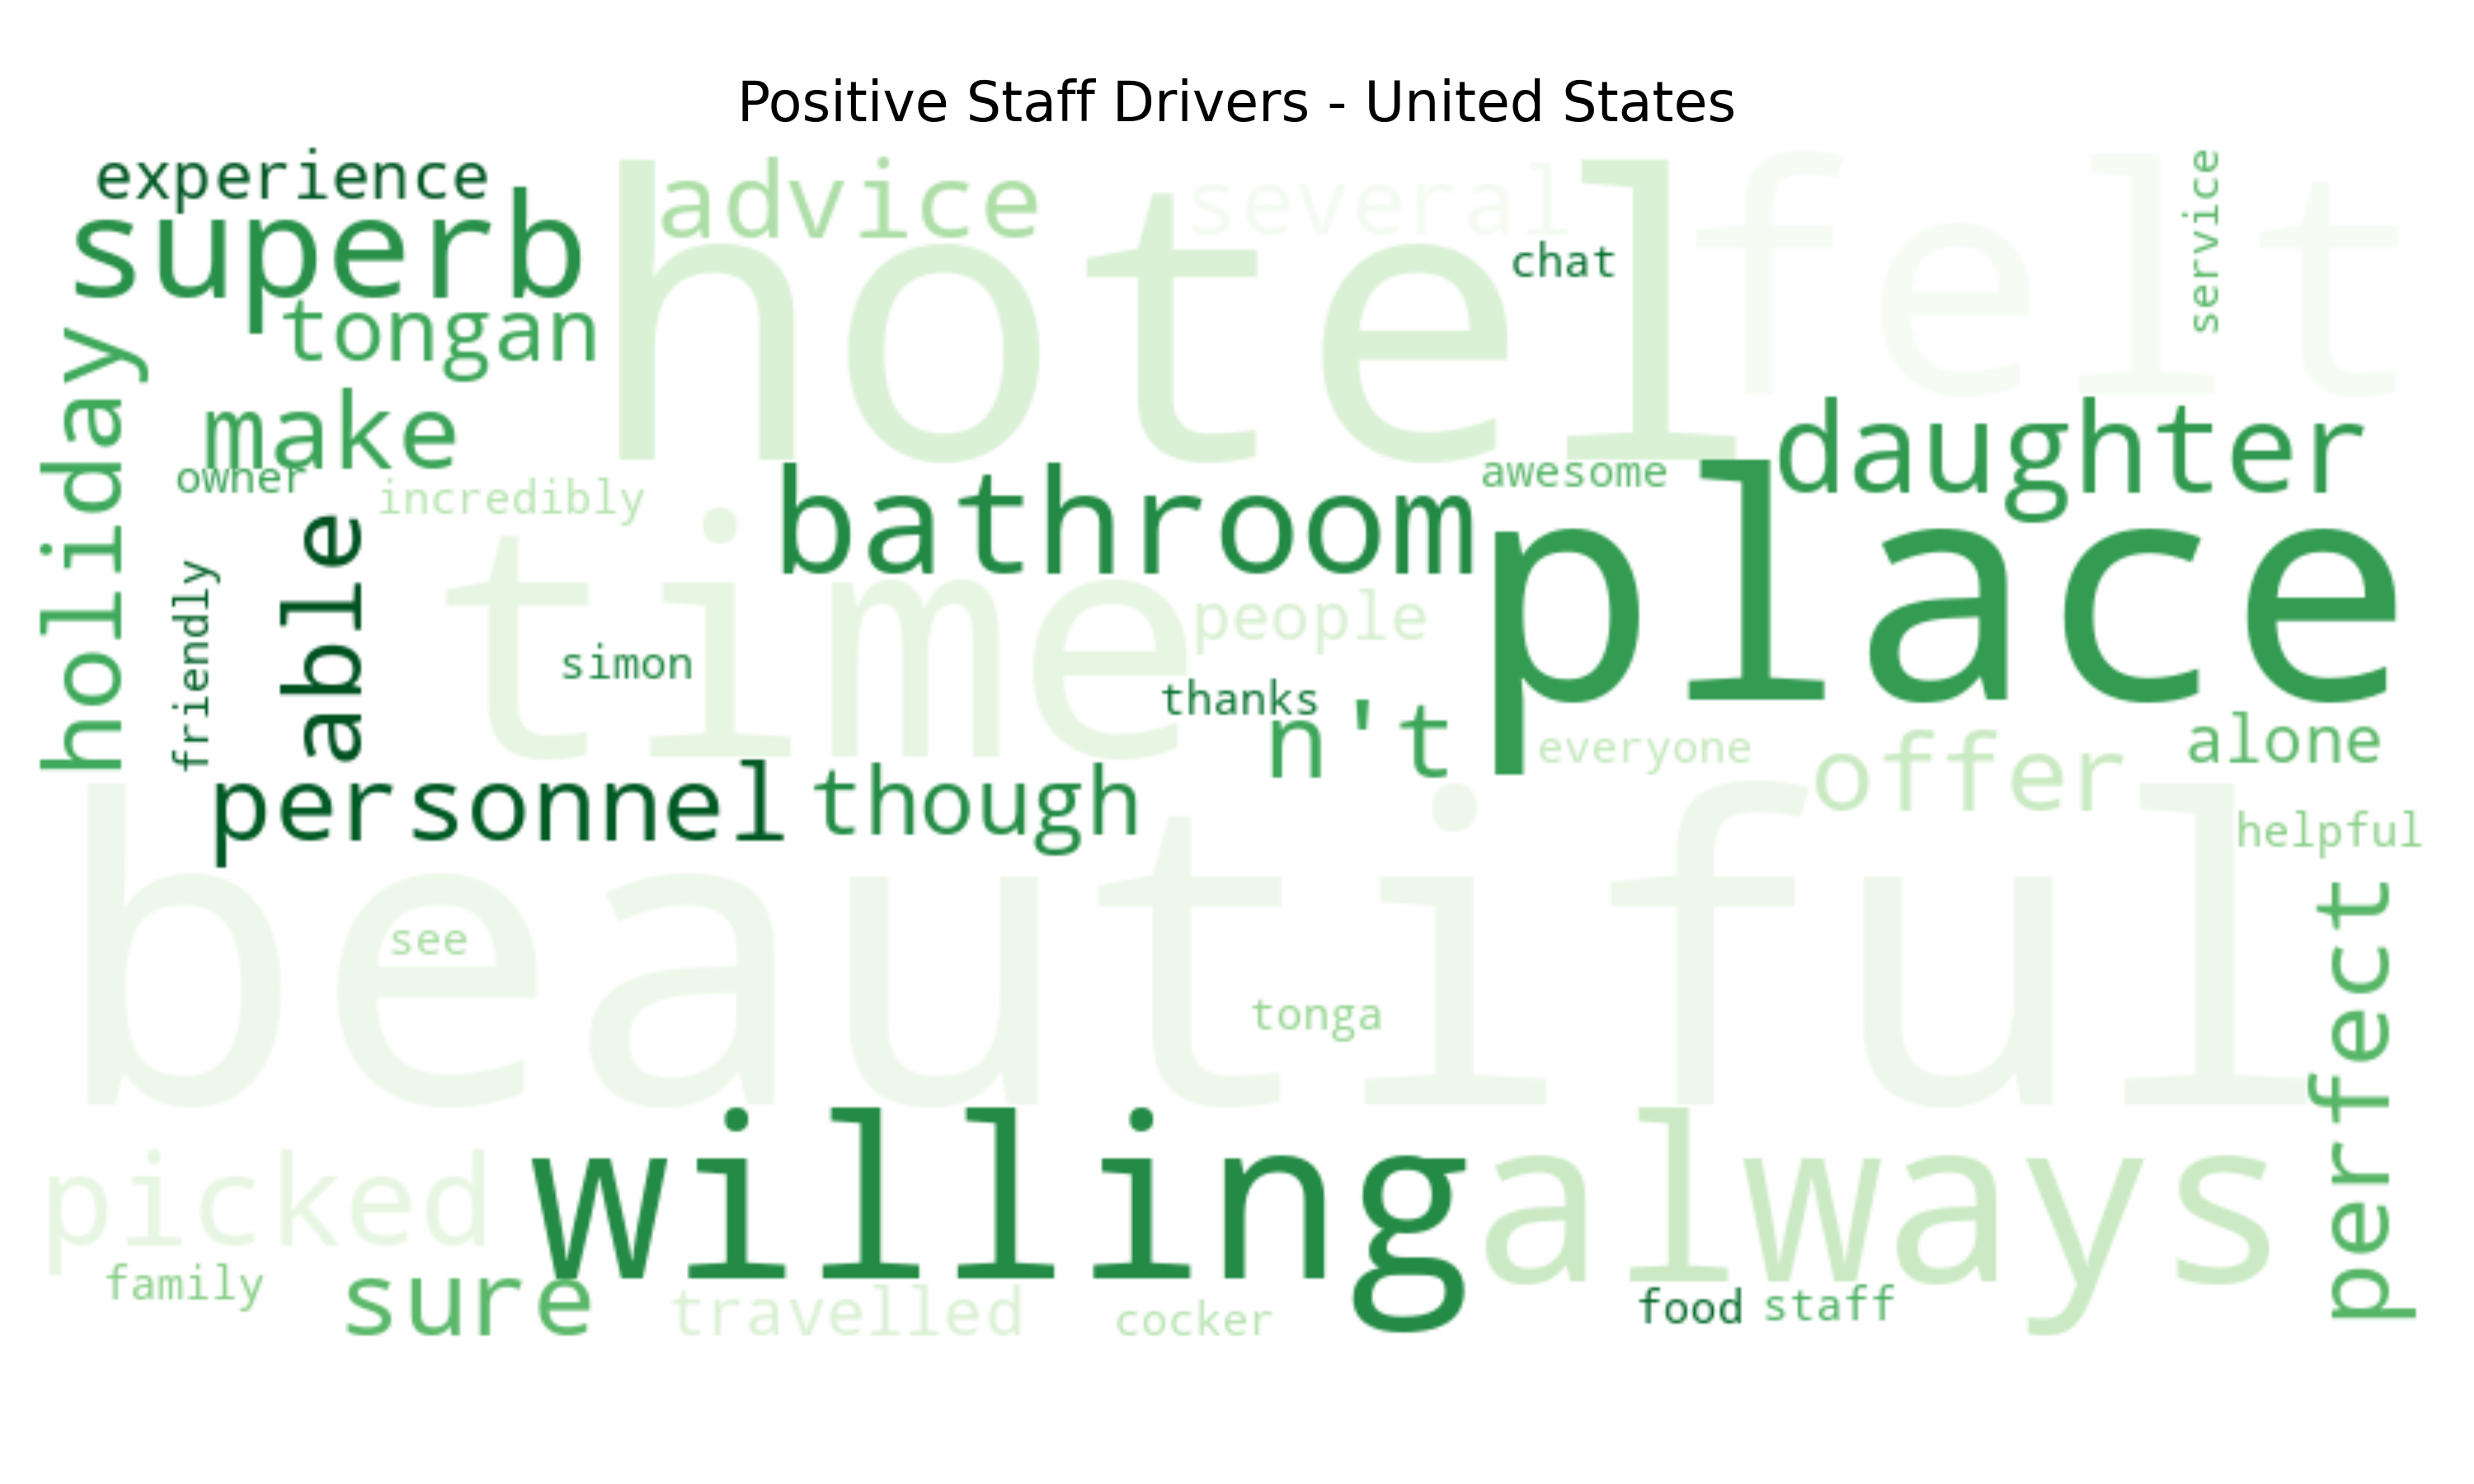 Positive Staff Drivers - United States
experience
superb
advice
several
hotel
felt
service
chat
tongan
holiday
make
owner
incredibly
daughter
awesome
bathroom
place
able
friendly
time
people
simon
thanks
n't
everyone
offer
alone
personnel
though
helpful
beautiful
see
tonga
perfect
picked
willing
always
family
sure
travelled
cocker
food
staff